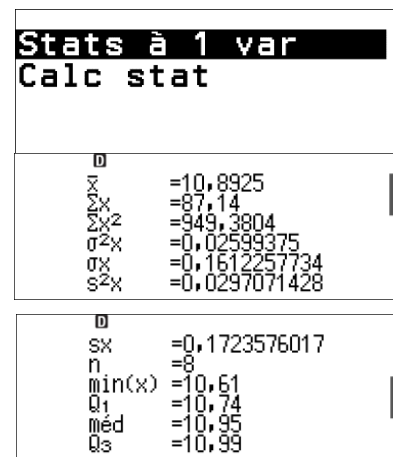 Stats à 1 var
Calc stat
D
x̄ =10,8925
Σx =87,14
Σx² =949,3804
σ²x =0,02599375
σx =0,1612257734
s²x =0,0297071428
D
sx =0,1723576017
n =8
min(x) =10,61
Q₁ =10,74
méd =10,95
Q₃ =10,99